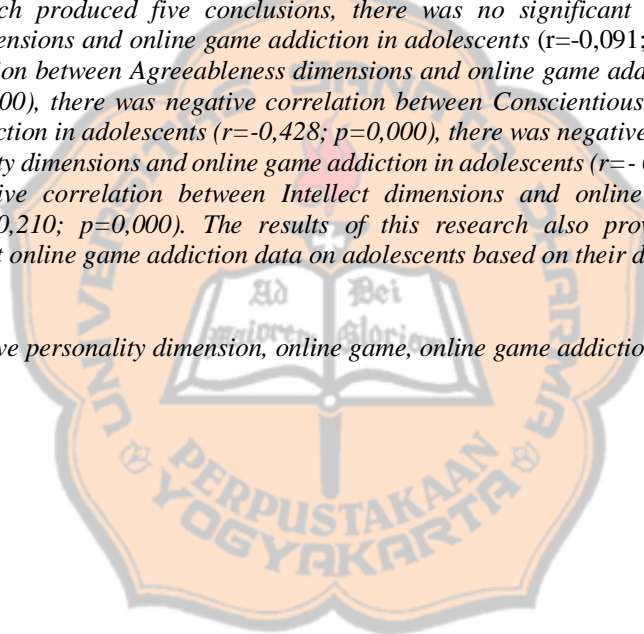 ch produced five conclusions, there was no significant
ensions and online game addiction in adolescents (r=-0,091;
ion between Agreeableness dimensions and online game add
00), there was negative correlation between Conscientious
ction in adolescents (r=-0,428; p=0,000), there was negative
ty dimensions and online game addiction in adolescents (r=-
ive correlation between Intellect dimensions and online
0,210; p=0,000). The results of this research also prov
t online game addiction data on adolescents based on their d
Ad Dei
maiorem Gloriam
ve personality dimension, online game, online game addictio
UNIVERSITAS SANATA DHARMA
PERPUSTAKAAN
YOGYAKARTA